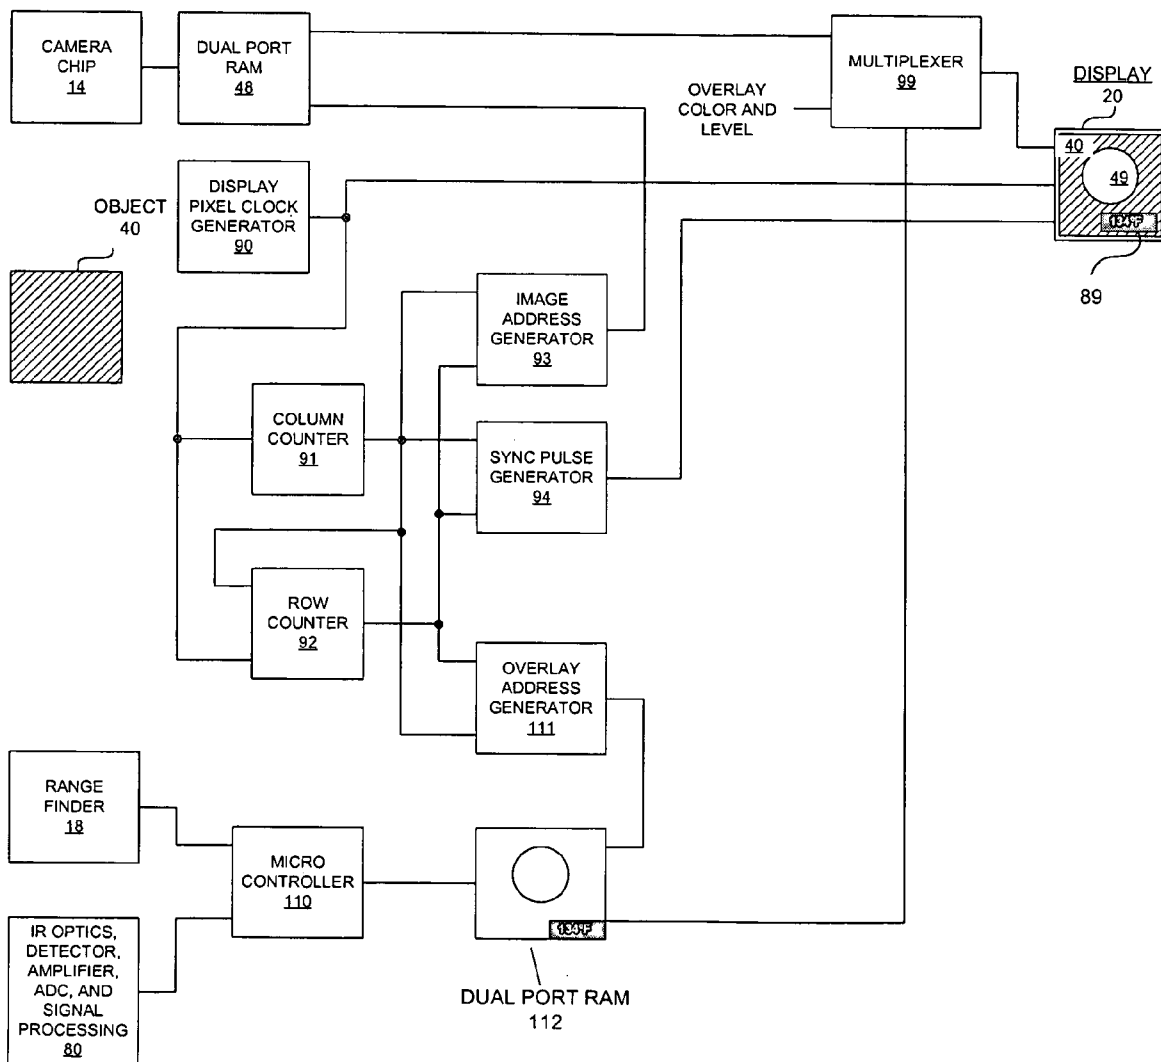 CAMERA
CHIP
14
DUAL PORT
RAM
48
MULTIPLEXER
99
OVERLAY
COLOR AND
LEVEL
DISPLAY
20
40
49
134°F
89
OBJECT
40
DISPLAY
PIXEL CLOCK
GENERATOR
90
IMAGE
ADDRESS
GENERATOR
93
COLUMN
COUNTER
91
SYNC PULSE
GENERATOR
94
ROW
COUNTER
92
OVERLAY
ADDRESS
GENERATOR
111
RANGE
FINDER
18
MICRO
CONTROLLER
110
134°F
IR OPTICS,
DETECTOR,
AMPLIFIER,
ADC, AND
SIGNAL
PROCESSING
80
DUAL PORT RAM
112